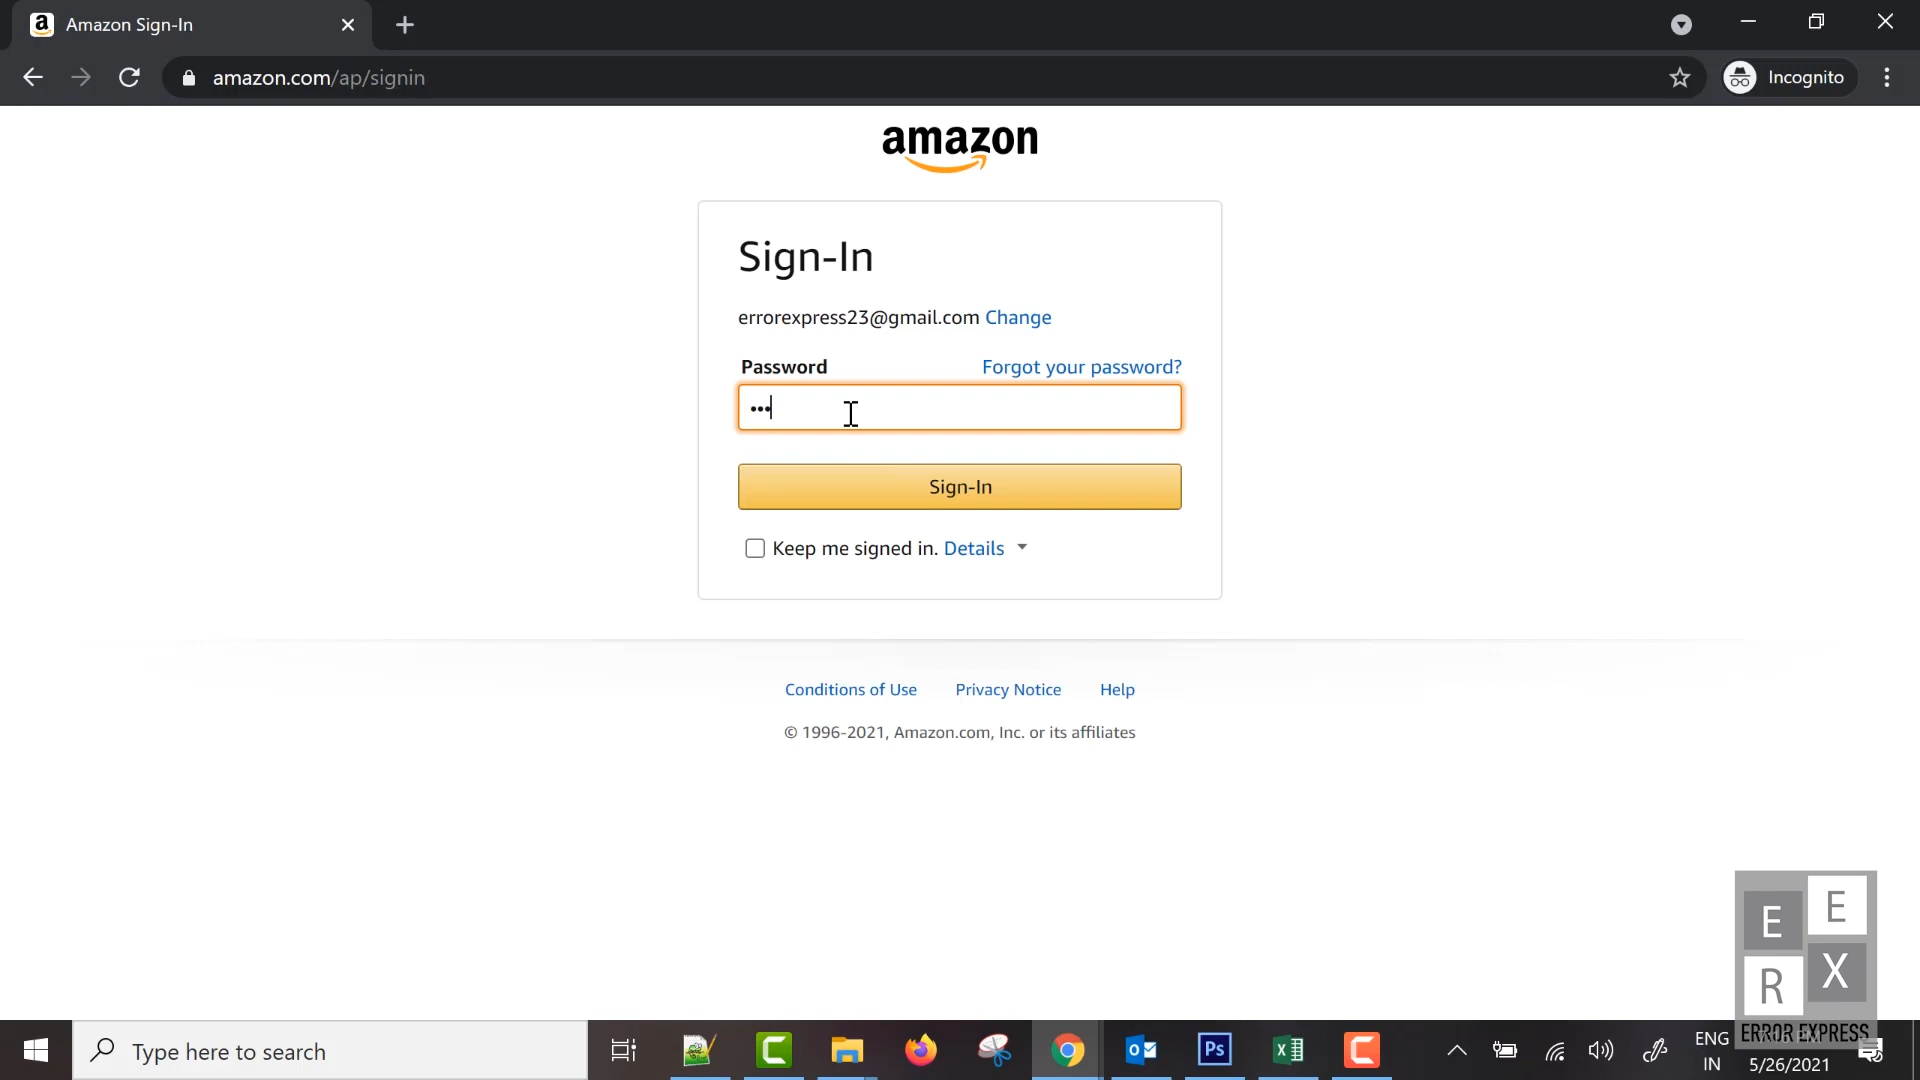 Amazon Sign-In
amazon.com/ap/signin
Incognito
amazon
Sign-In
errorexpress23@gmail.com Change
Password Forgot your password?
•••
Sign-In
Keep me signed in. Details
Conditions of Use Privacy Notice Help
© 1996-2021, Amazon.com, Inc. or its affiliates
E E
R X
ERROR EXPRESS
Type here to search
ENG
IN
5/26/2021